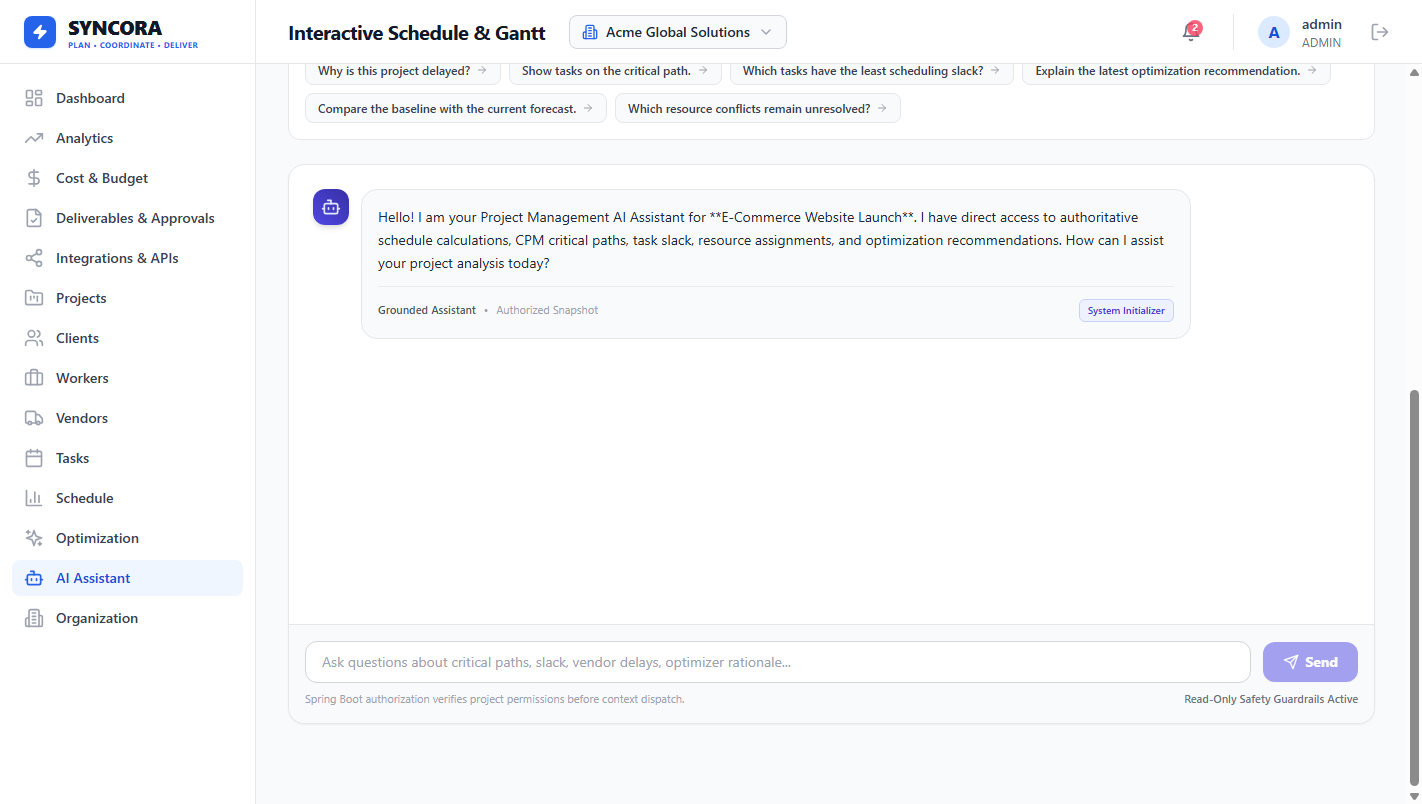 SYNCORA
PLAN • COORDINATE • DELIVER
Interactive Schedule & Gantt
Acme Global Solutions
2
A
admin
ADMIN
Dashboard
Analytics
Cost & Budget
Deliverables & Approvals
Integrations & APIs
Projects
Clients
Workers
Vendors
Tasks
Schedule
Optimization
AI Assistant
Organization
Why is this project delayed? →
Show tasks on the critical path. →
Which tasks have the least scheduling slack? →
Explain the latest optimization recommendation. →
Compare the baseline with the current forecast. →
Which resource conflicts remain unresolved? →
Hello! I am your Project Management AI Assistant for **E-Commerce Website Launch**. I have direct access to authoritative
schedule calculations, CPM critical paths, task slack, resource assignments, and optimization recommendations. How can I assist
your project analysis today?
Grounded Assistant • Authorized Snapshot
System Initializer
Ask questions about critical paths, slack, vendor delays, optimizer rationale...
Send
Spring Boot authorization verifies project permissions before context dispatch.
Read-Only Safety Guardrails Active